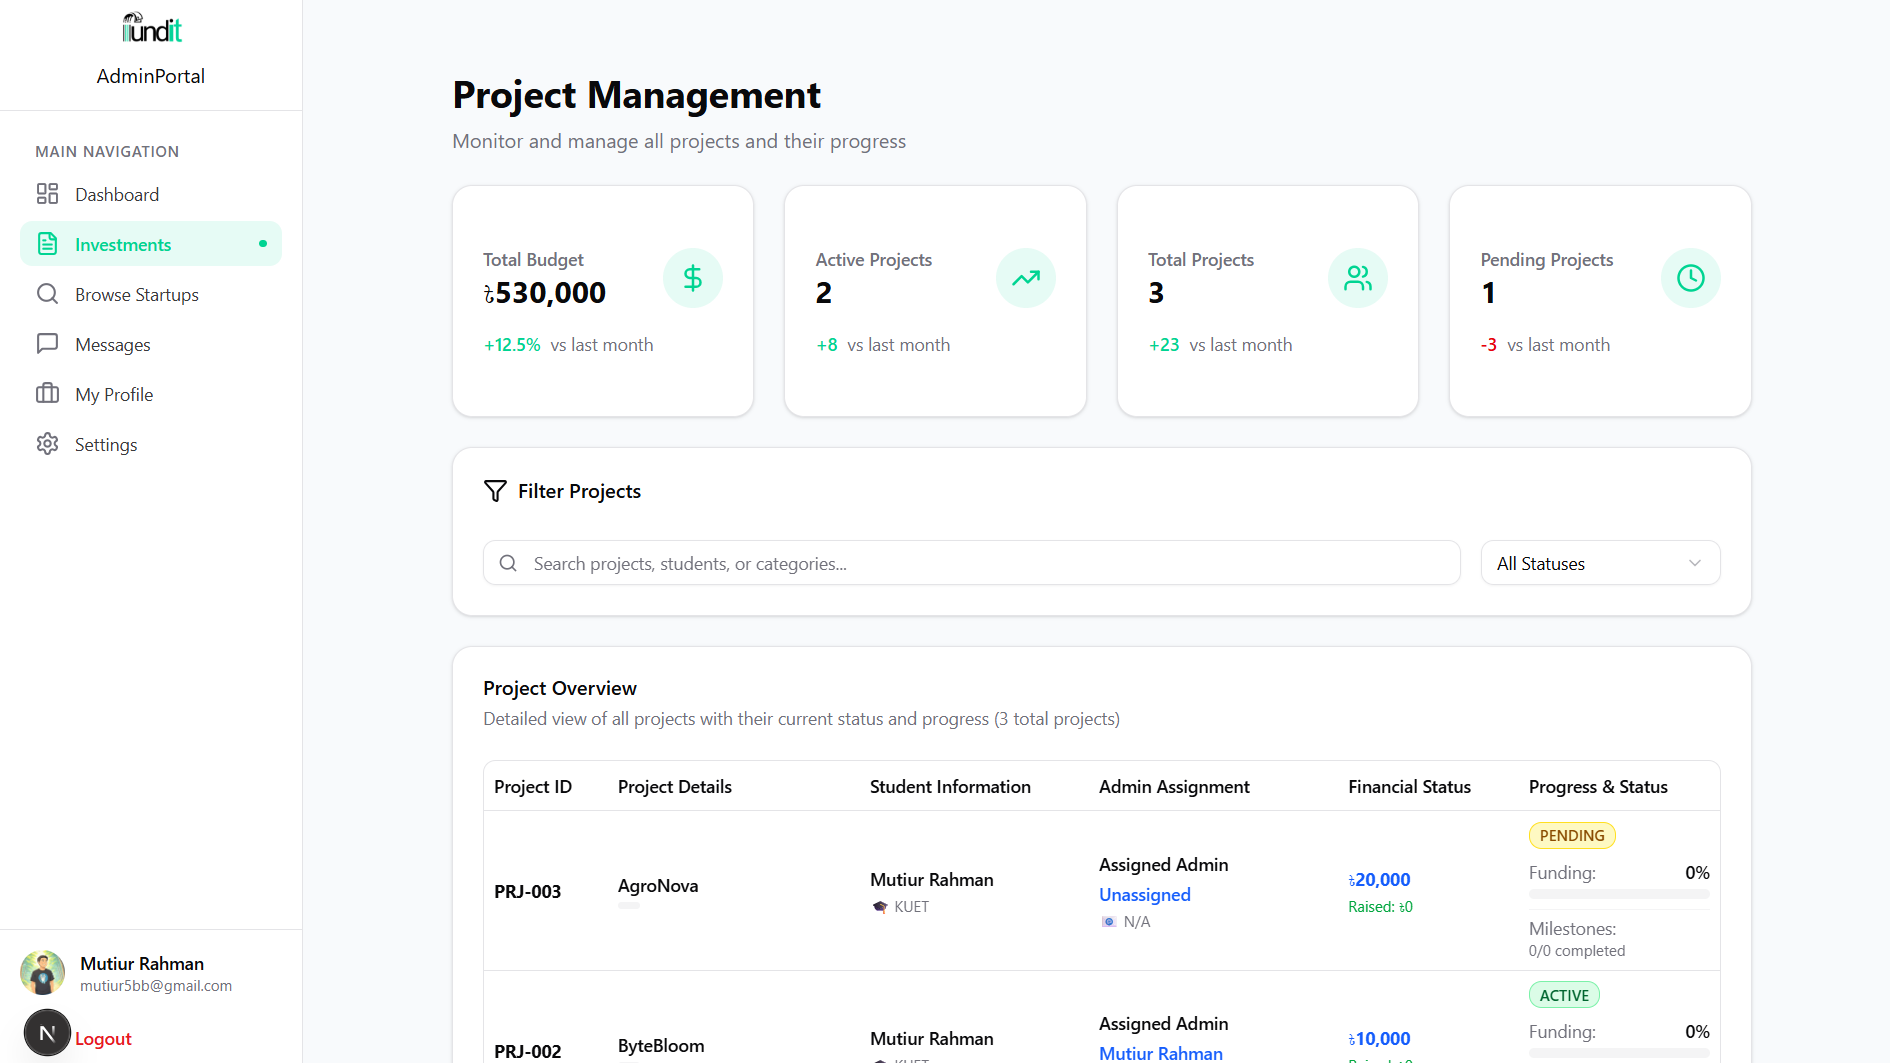 fundit
AdminPortal
MAIN NAVIGATION
Dashboard
Investments
Browse Startups
Messages
My Profile
Settings
Mutiur Rahman
mutiur5bb@gmail.com
N
Logout
Project Management
Monitor and manage all projects and their progress
Total Budget
৳530,000
+12.5% vs last month
Active Projects
2
+8 vs last month
Total Projects
3
+23 vs last month
Pending Projects
1
-3 vs last month
Filter Projects
Search projects, students, or categories...
All Statuses
Project Overview
Detailed view of all projects with their current status and progress (3 total projects)
Project ID Project Details Student Information Admin Assignment Financial Status Progress & Status
PRJ-003
AgroNova
Mutiur Rahman
KUET
Assigned Admin
Unassigned
N/A
৳20,000
Raised: ৳0
PENDING
Funding: 0%
Milestones:
0/0 completed
PRJ-002
ByteBloom
Mutiur Rahman
KUET
Assigned Admin
Mutiur Rahman
৳10,000
Raised: ৳0
ACTIVE
Funding: 0%